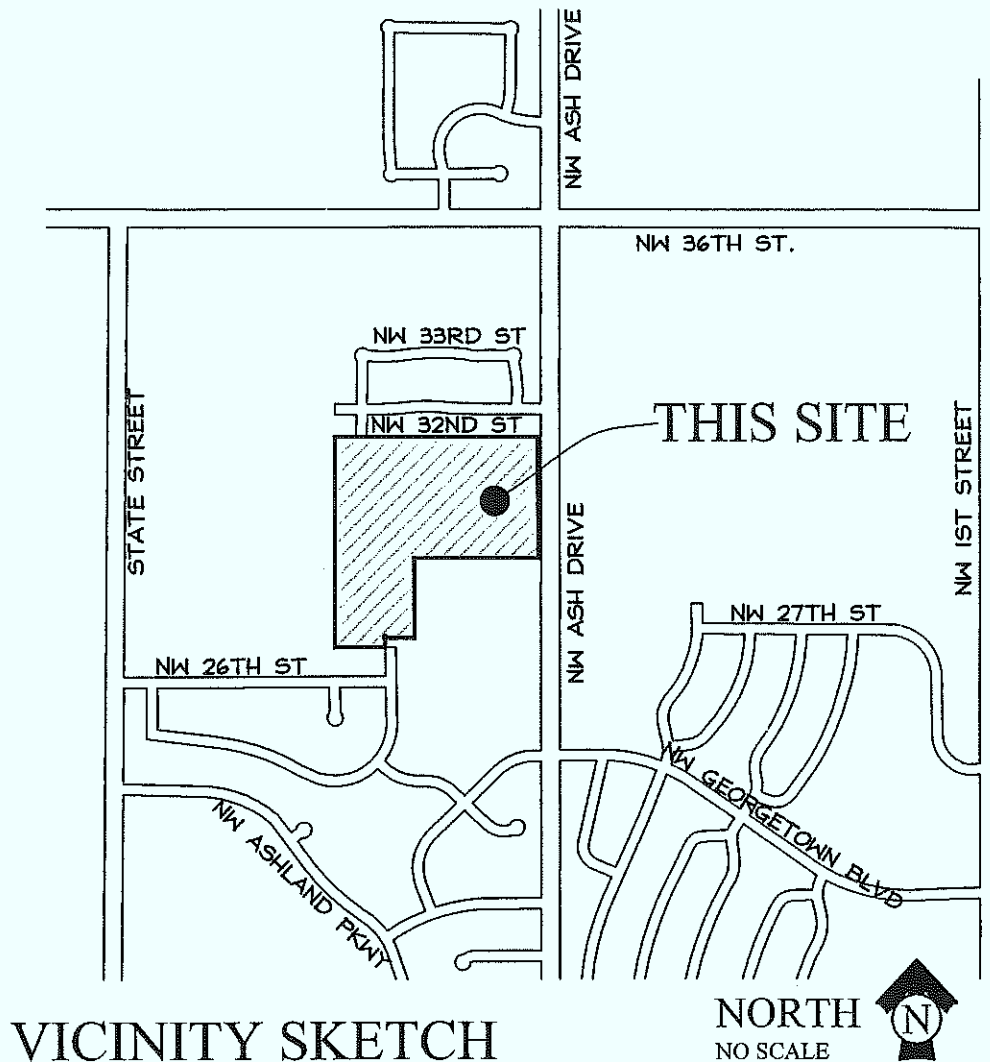 NW ASH DRIVE
NW 36TH ST.
NW 33RD ST
NW 32ND ST
THIS SITE
STATE STREET
NW ASH DRIVE
NW 1ST STREET
NW 27TH ST
NW 26TH ST
NW GEORGETOWN BLVD
NW ASHLAND PKWY
VICINITY SKETCH
NORTH
N
NO SCALE